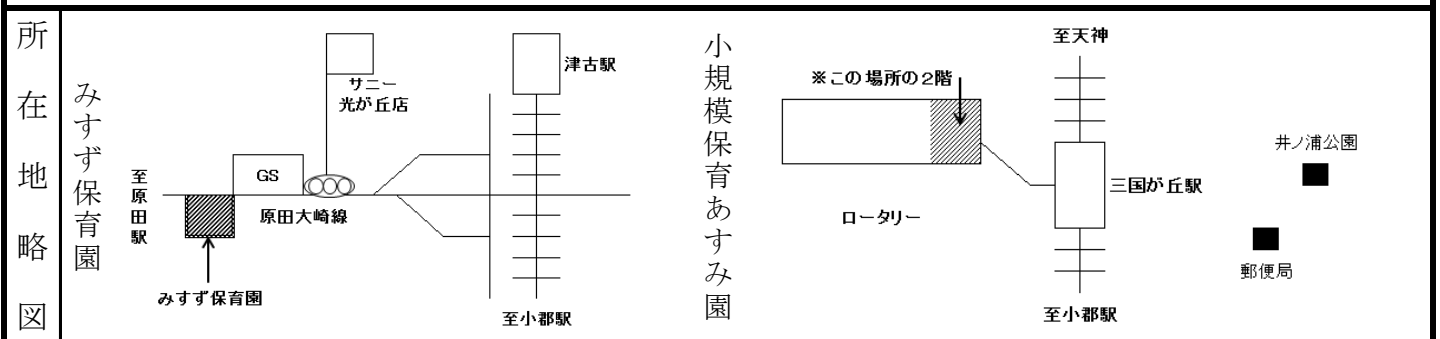 所在地略図
みすず保育園
サニー
光が丘店
津古駅
GS
至原田駅
原田大崎線
みすず保育園
至小郡駅
小規模保育あすみ園
至天神
※この場所の2階
三国が丘駅
ロータリー
至小郡駅
井ノ浦公園
郵便局